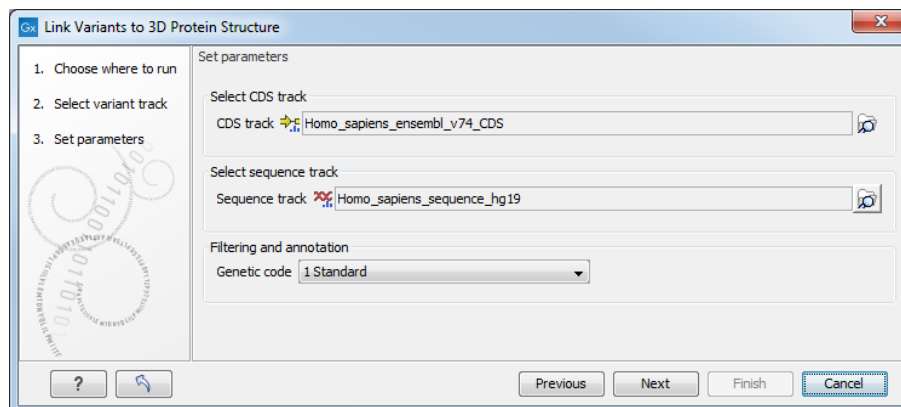 Gx Link Variants to 3D Protein Structure
1. Choose where to run
2. Select variant track
3. Set parameters
Set parameters
Select CDS track
CDS track Homo_sapiens_ensembl_v74_CDS
Select sequence track
Sequence track Homo_sapiens_sequence_hg19
Filtering and annotation
Genetic code 1 Standard
? Previous Next Finish Cancel